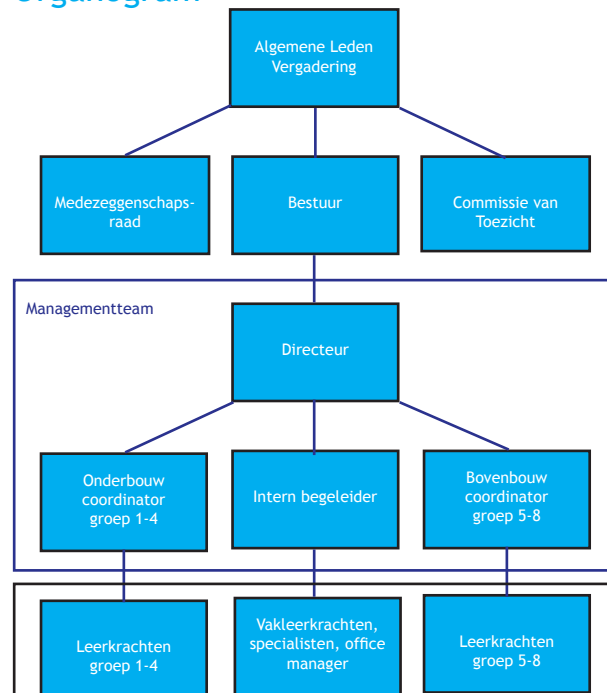 organogram
Algemene Leden
Vergadering
Medezeggenschaps-
raad
Bestuur
Commissie van
Toezicht
Managementteam
Directeur
Onderbouw
coordinator
groep 1-4
Intern begeleider
Bovenbouw
coordinator
groep 5-8
Leerkrachten
groep 1-4
Vakleerkrachten,
specialisten, office
manager
Leerkrachten
groep 5-8